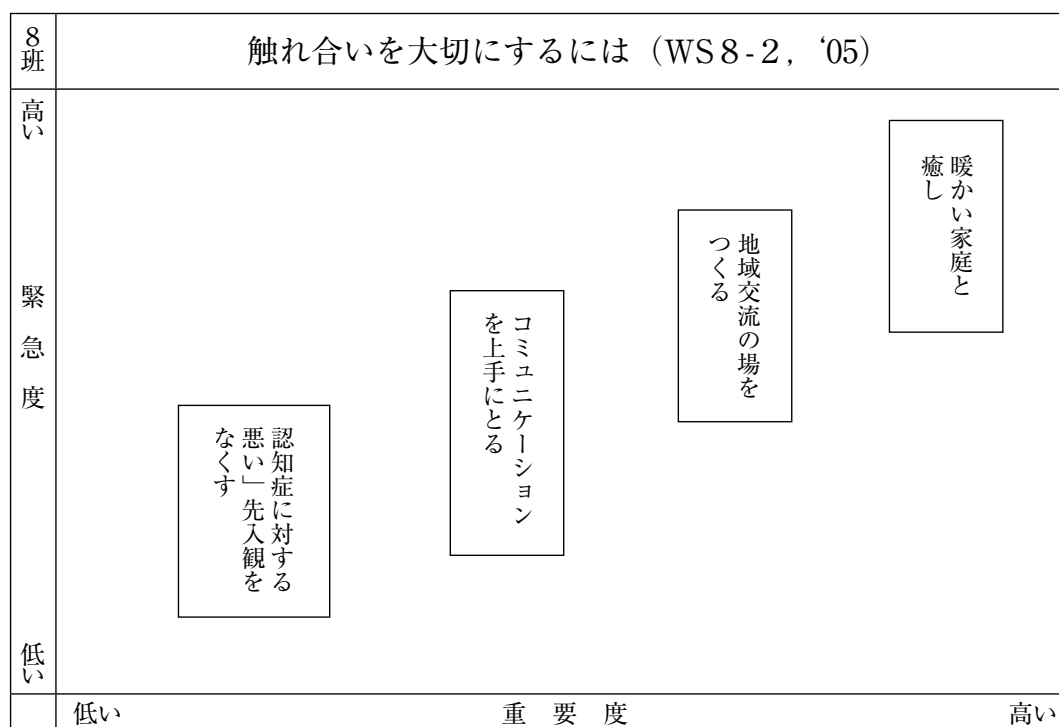 8班
触れ合いを大切にするには（WS８-２，‘05）
高い
緊急度
低い
暖かい家庭と
癒し
地域交流の場を
つくる
コミュニケーション
を上手にとる
認知症に対する
悪い」先入観を
なくす
低い
重要度
高い